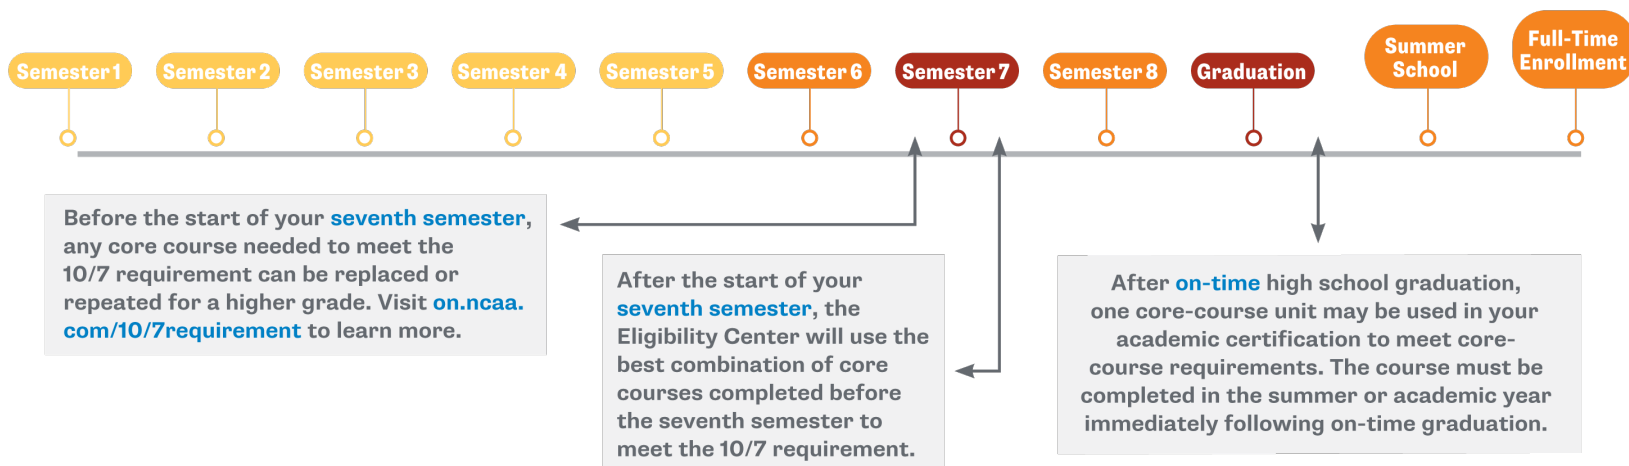 Semester 1
Semester 2
Semester 3
Semester 4
Semester 5
Semester 6
Semester 7
Semester 8
Graduation
Summer
School
Full-Time
Enrollment
Before the start of your seventh semester,
any core course needed to meet the
10/7 requirement can be replaced or
repeated for a higher grade. Visit on.ncaa.
com/10/7requirement to learn more.
After the start of your
seventh semester, the
Eligibility Center will use the
best combination of core
courses completed before
the seventh semester to
meet the 10/7 requirement.
After on-time high school graduation,
one core-course unit may be used in your
academic certification to meet core-
course requirements. The course must be
completed in the summer or academic year
immediately following on-time graduation.